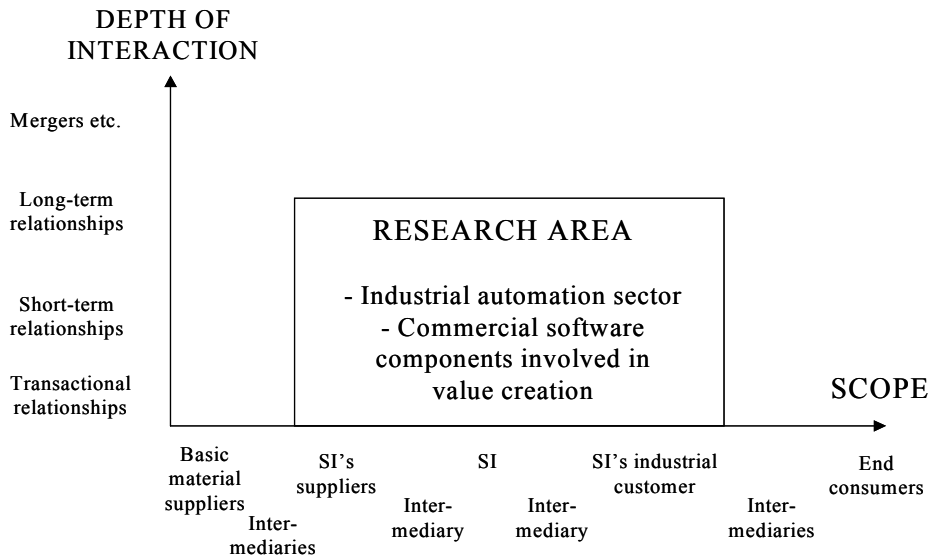 DEPTH OF
INTERACTION
Mergers etc.
Long-term
relationships
RESEARCH AREA
- Industrial automation sector
- Commercial software
components involved in
value creation
Short-term
relationships
Transactional
relationships
SCOPE
Basic
material
suppliers
Inter-
mediaries
SI's
suppliers
Inter-
mediary
SI
Inter-
mediary
SI's industrial
customer
Inter-
mediaries
End
consumers